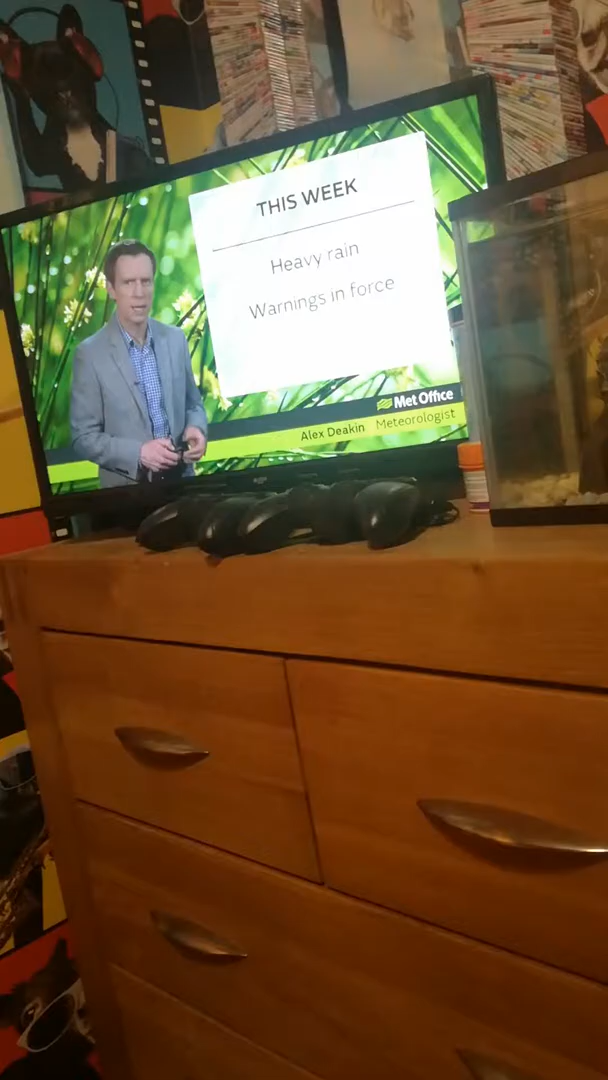 THIS WEEK
Heavy rain
Warnings in force
Met Office
Alex Deakin Meteorologist